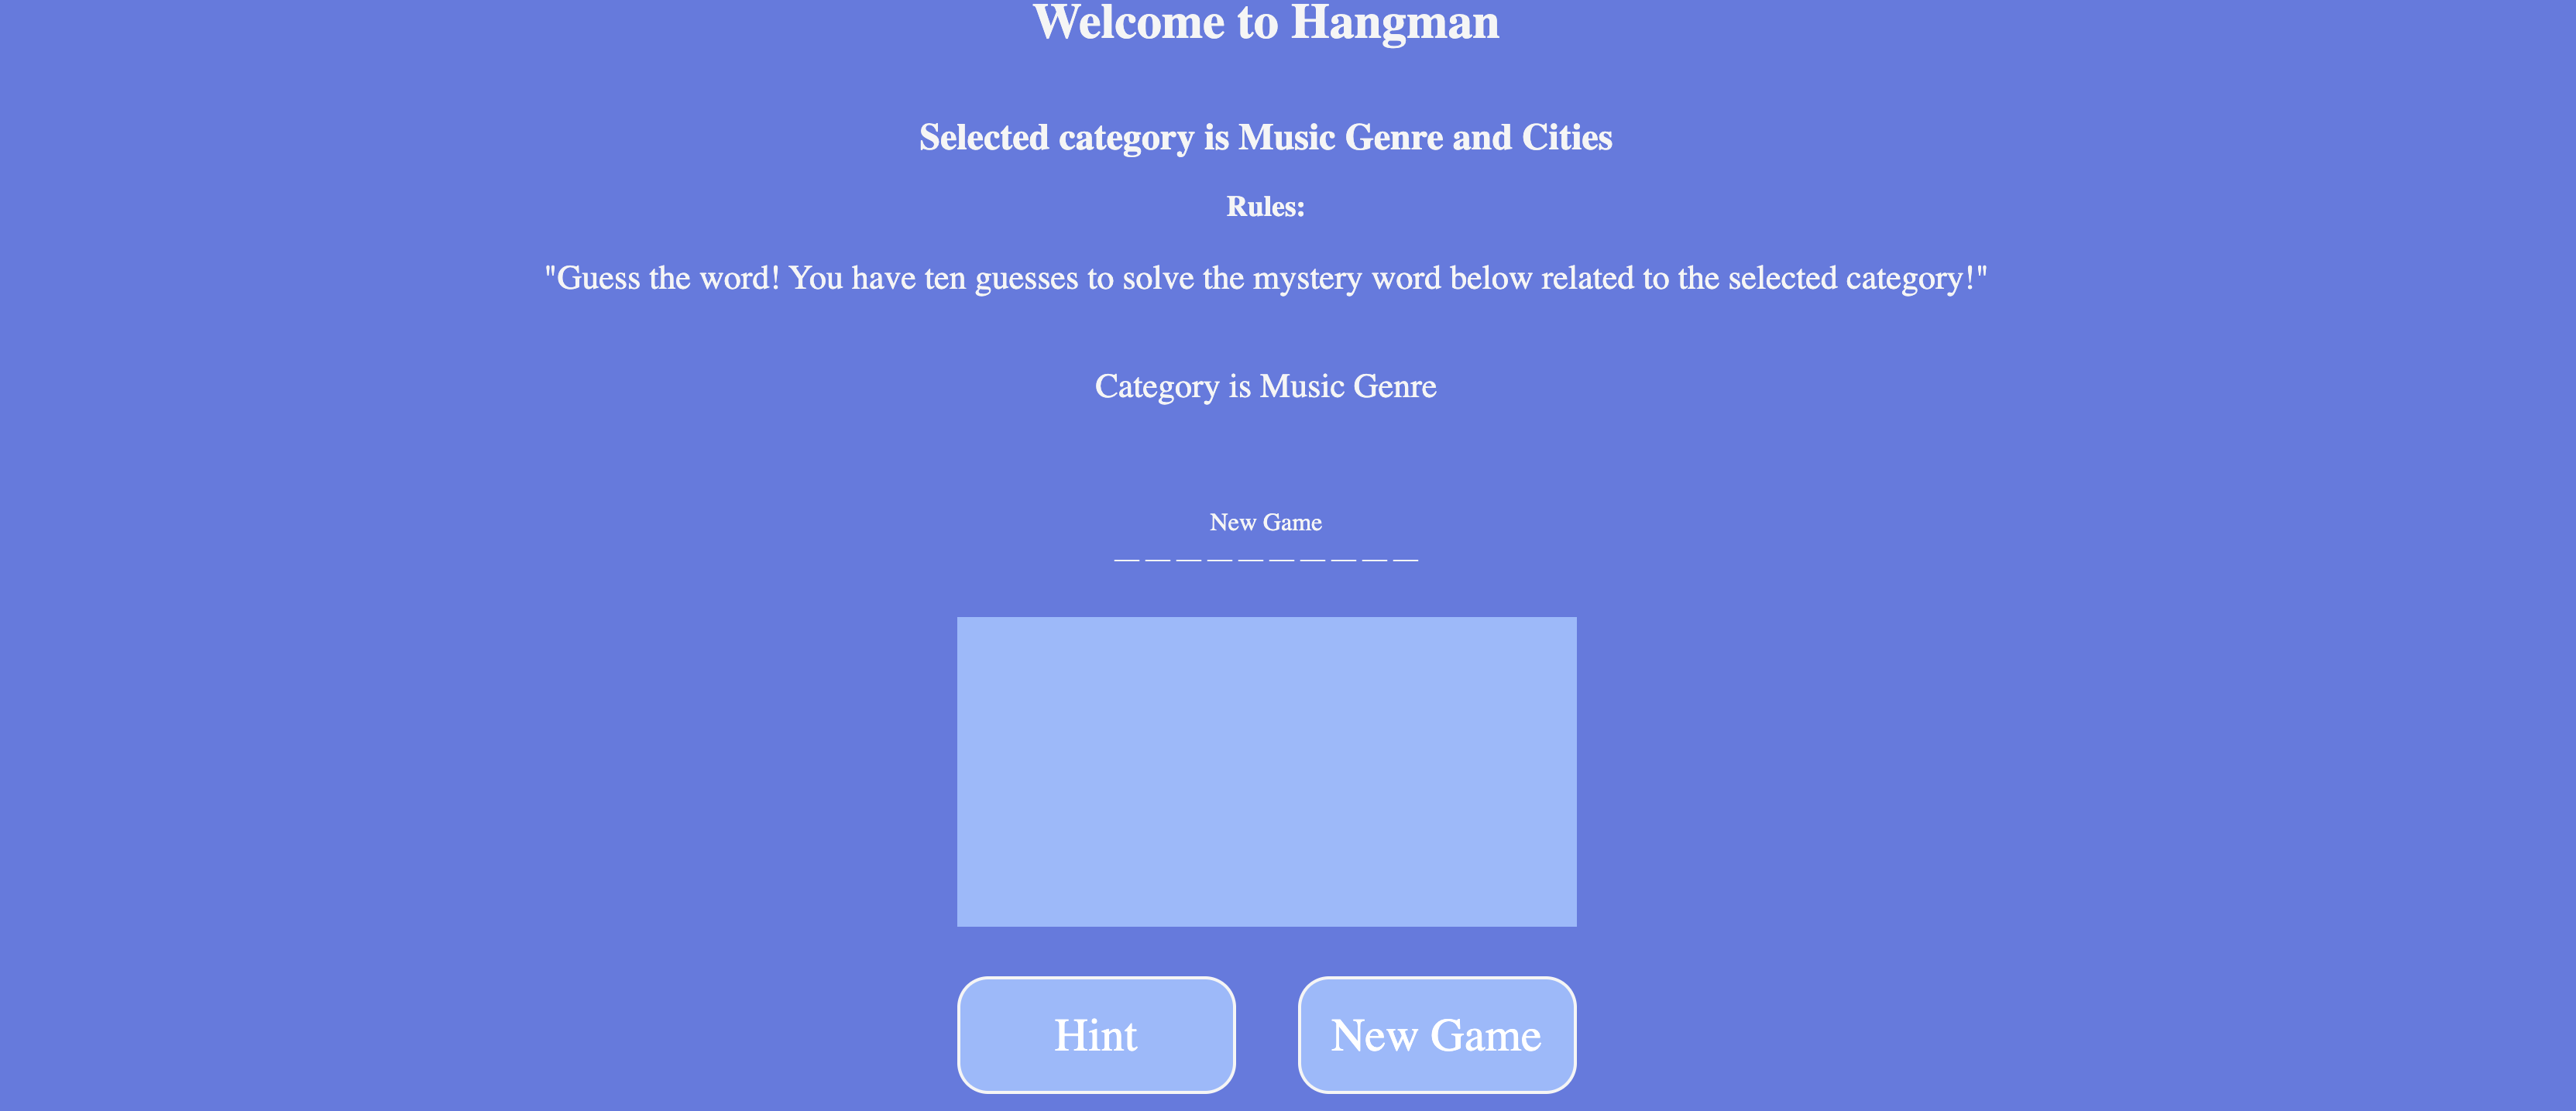 Welcome to Hangman
Selected category is Music Genre and Cities
Rules:
"Guess the word! You have ten guesses to solve the mystery word below related to the selected category!"
Category is Music Genre
New Game
_ _ _ _ _ _ _ _ _ _
Hint
New Game